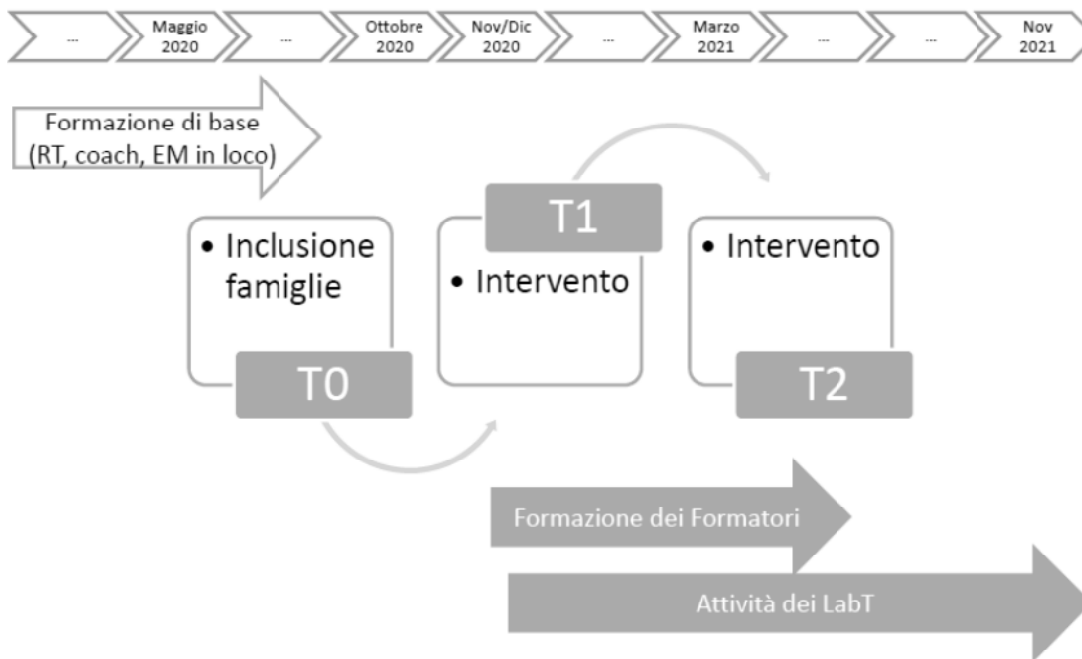 ...
Maggio
2020
...
Ottobre
2020
Nov/Dic
2020
...
Marzo
2021
...
...
Nov
2021
Formazione di base
(RT, coach, EM in loco)
• Inclusione
famiglie
T0
T1
• Intervento
• Intervento
T2
Formazione dei Formatori
Attività dei LabT